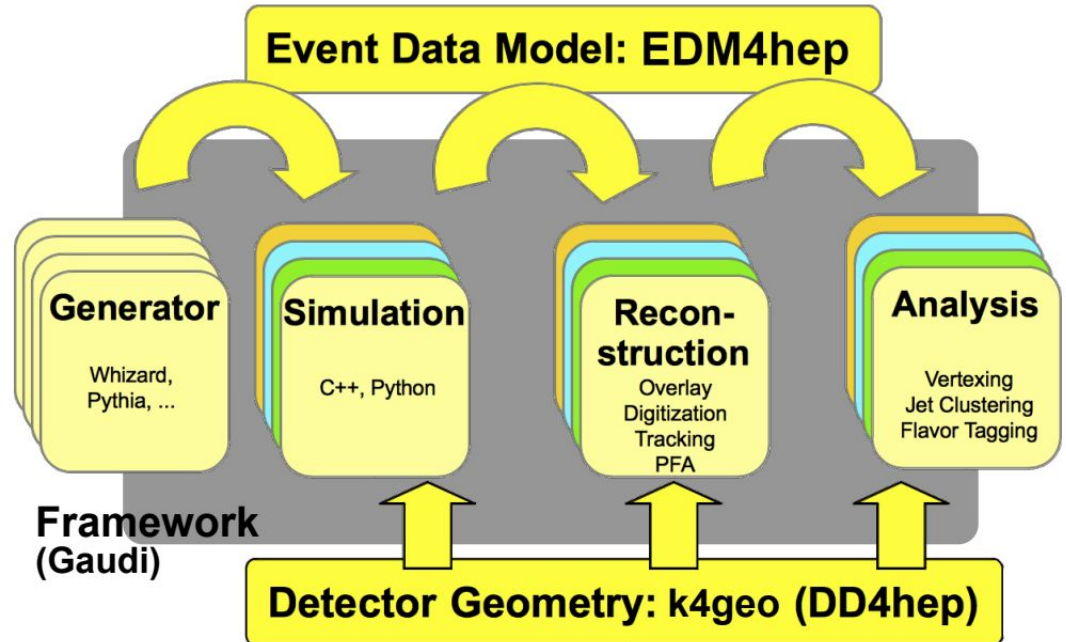 Event Data Model: EDM4hep
Generator
Whizard,
Pythia, ...
Simulation
C++, Python
Recon-
struction
Overlay
Digitization
Tracking
PFA
Analysis
Vertexing
Jet Clustering
Flavor Tagging
Framework
(Gaudi)
Detector Geometry: k4geo (DD4hep)